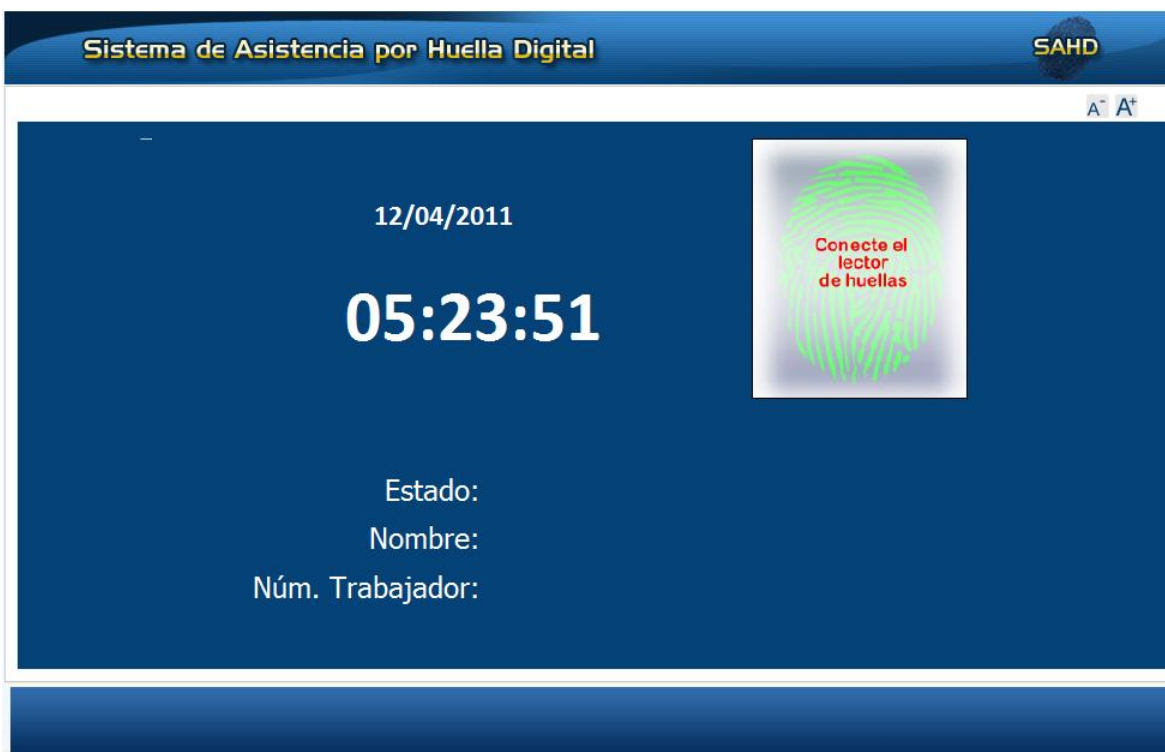 Sistema de Asistencia por Huella Digital
SAHD
A⁻ A⁺
12/04/2011
Conecte el
lector
de huellas
05:23:51
Estado:
Nombre:
Núm. Trabajador: